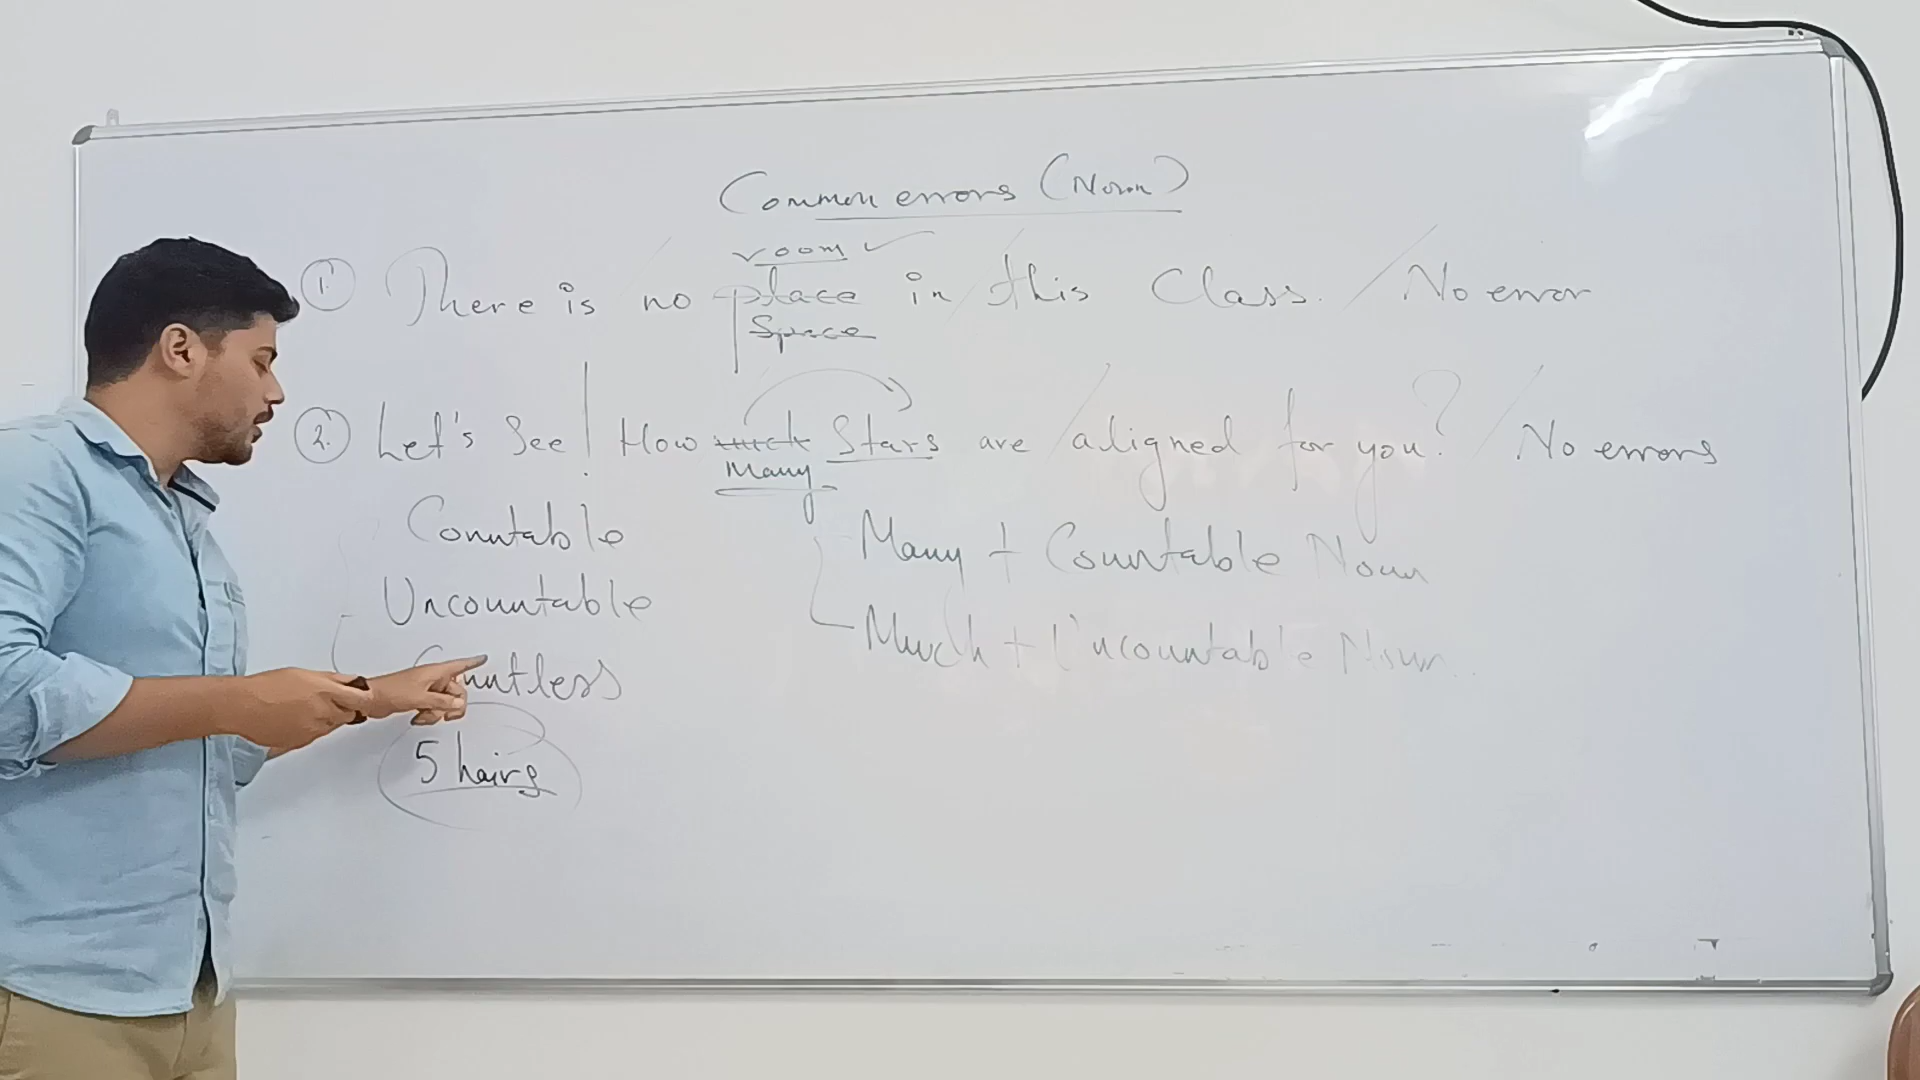 Common errors (Noun)
room ✓
1. There is no place in / this Class. / No error
Space
2. Let's See! How much Stars are / aligned for you? / No errors
Many
Countable
Many + Countable Noun
Uncountable
Much + Uncountable Noun
Countless
5 hairs